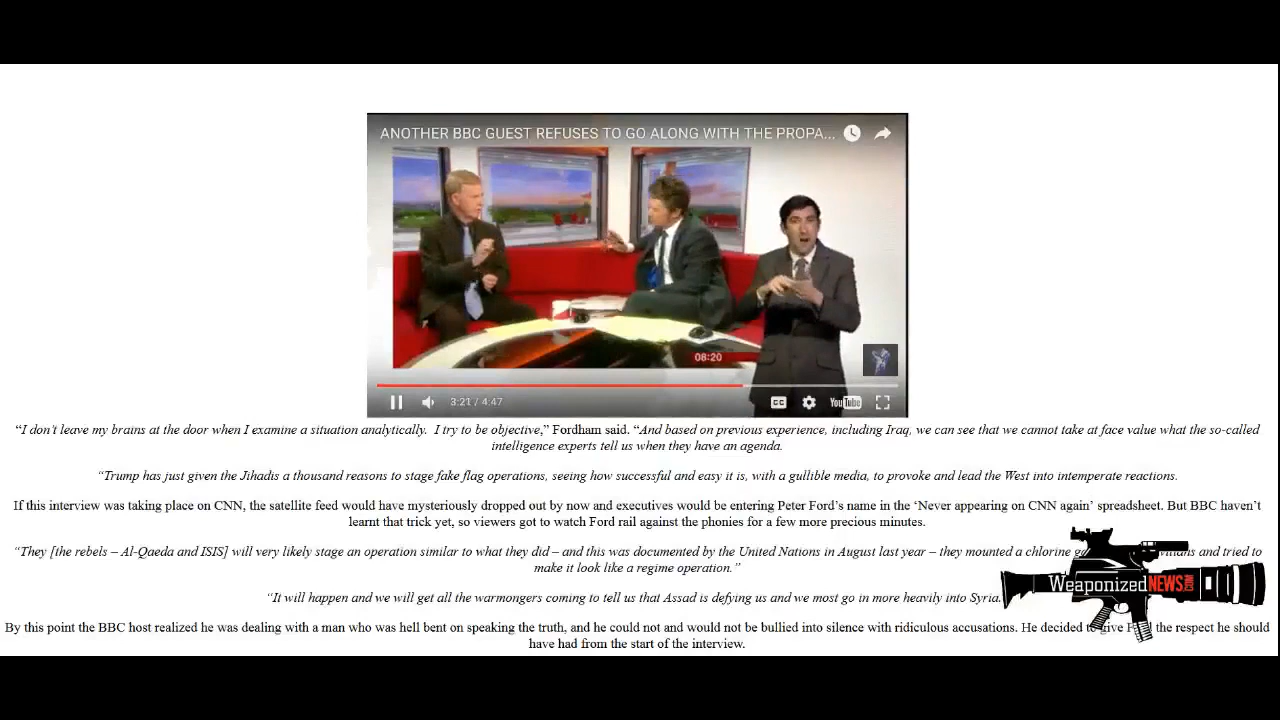 ANOTHER BBC GUEST REFUSES TO GO ALONG WITH THE PROPA...
08:20
3:21 / 4:47
CC
YouTube
“I don't leave my brains at the door when I examine a situation analytically. I try to be objective,” Fordham said. “And based on previous experience, including Iraq, we can see that we cannot take at face value what the so-called
intelligence experts tell us when they have an agenda.
“Trump has just given the Jihadis a thousand reasons to stage fake flag operations, seeing how successful and easy it is, with a gullible media, to provoke and lead the West into intemperate reactions.
If this interview was taking place on CNN, the satellite feed would have mysteriously dropped out by now and executives would be entering Peter Ford’s name in the ‘Never appearing on CNN again’ spreadsheet. But BBC haven’t
learnt that trick yet, so viewers got to watch Ford rail against the phonies for a few more precious minutes.
“They [the rebels – Al-Qaeda and ISIS] will very likely stage an operation similar to what they did – and this was documented by the United Nations in August last year – they mounted a chlorine and tried to
make it look like a regime operation.”
“It will happen and we will get all the warmongers coming to tell us that Assad is defying us and we most go in more heavily into Syria.
WeaponizedNEWS.COM
By this point the BBC host realized he was dealing with a man who was hell bent on speaking the truth, and he could not and would not be bullied into silence with ridiculous accusations. He decided to give the respect he should
have had from the start of the interview.